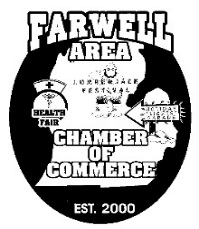 FARWELL
AREA
LUMBERJACK
FESTIVAL
HEALTH
FAIR
CHAMBER
OF
COMMERCE
EST. 2000